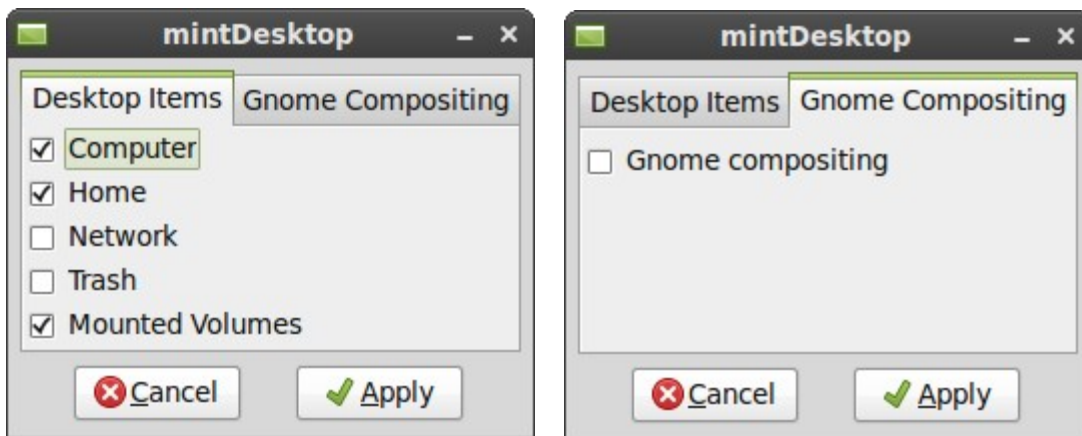 mintDesktop
Desktop Items Gnome Compositing
Computer
Home
Network
Trash
Mounted Volumes
Cancel Apply
mintDesktop
Desktop Items Gnome Compositing
Gnome compositing
Cancel Apply